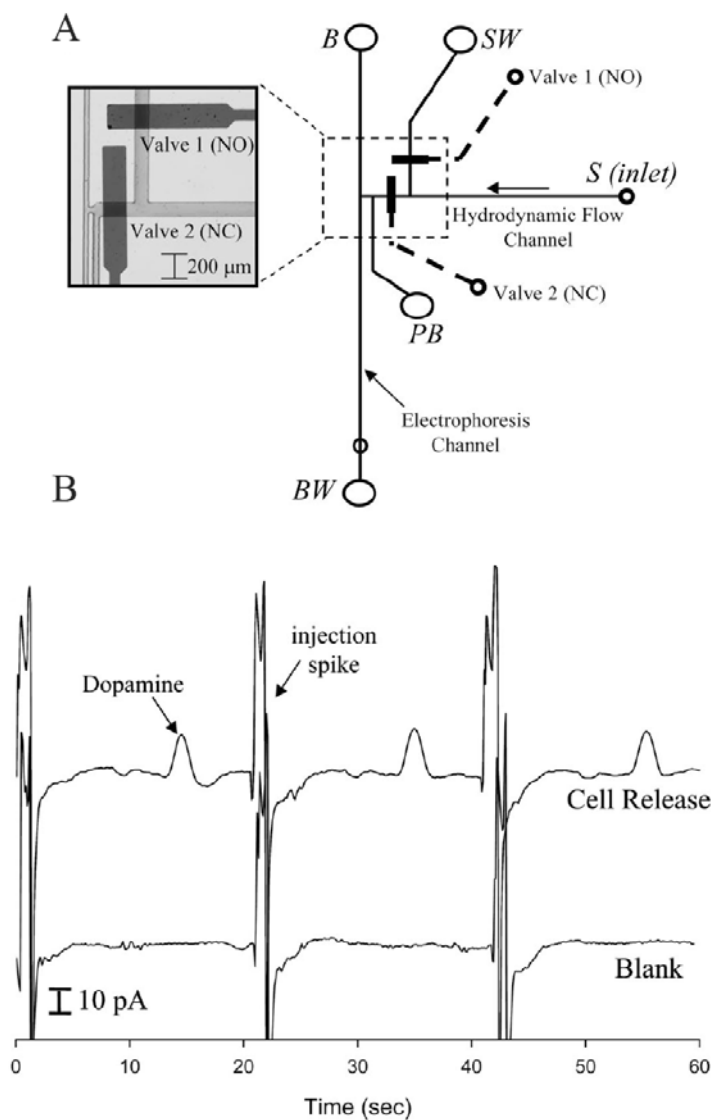 A
B
SW
Valve 1 (NO)
Valve 1 (NO)
S (inlet)
Hydrodynamic Flow
Channel
Valve 2 (NC)
200 μm
Valve 2 (NC)
PB
Electrophoresis
Channel
BW
B
injection
spike
Dopamine
Cell Release
Blank
10 pA
0
10
20
30
40
50
60
Time (sec)